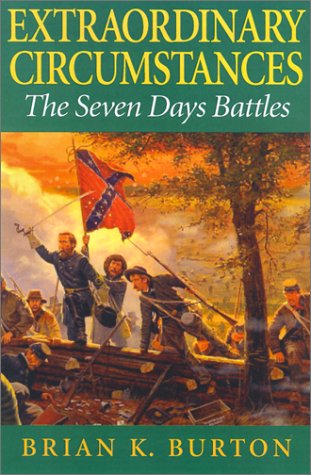 EXTRAORDINARY
CIRCUMSTANCES
The Seven Days Battles
BRIAN K. BURTON